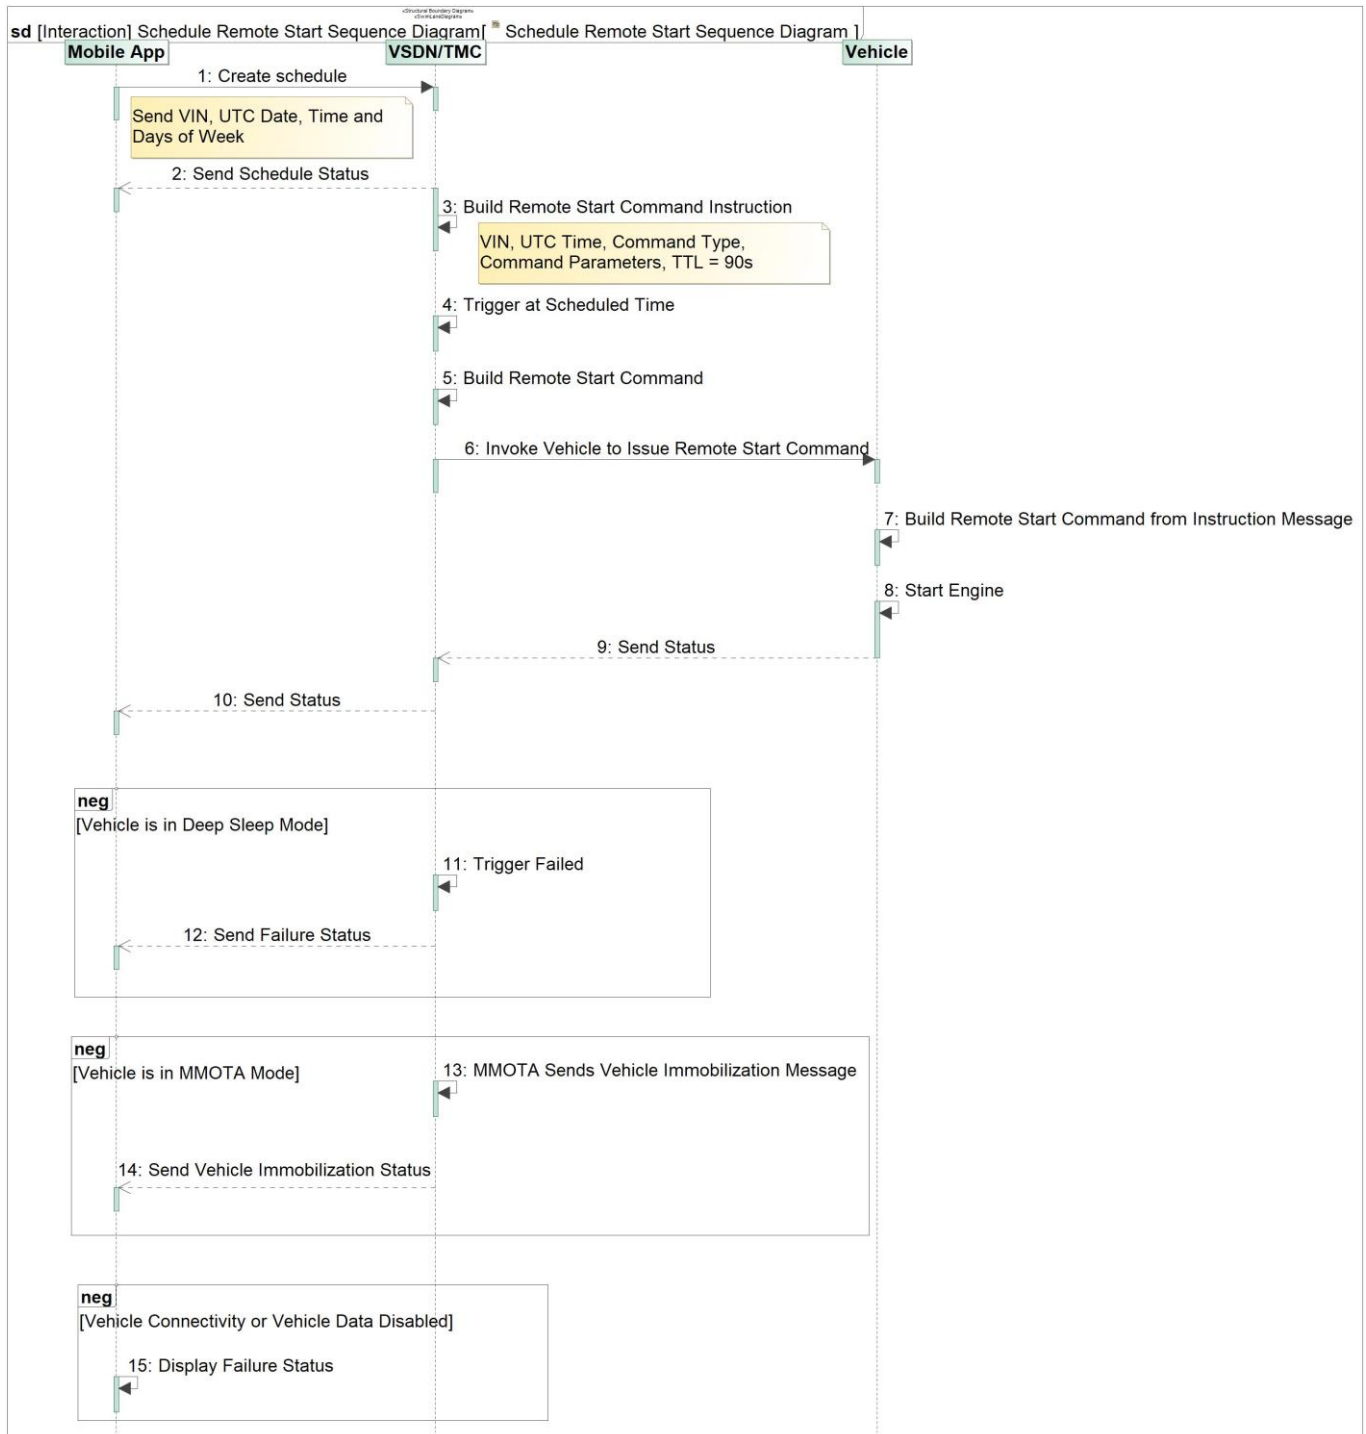 «Structural Boundary Diagram»
«SwimLaneDiagram»
sd [Interaction] Schedule Remote Start Sequence Diagram[ Schedule Remote Start Sequence Diagram ]
Mobile App
VSDN/TMC
Vehicle
1: Create schedule
Send VIN, UTC Date, Time and
Days of Week
2: Send Schedule Status
3: Build Remote Start Command Instruction
VIN, UTC Time, Command Type,
Command Parameters, TTL = 90s
4: Trigger at Scheduled Time
5: Build Remote Start Command
6: Invoke Vehicle to Issue Remote Start Command
7: Build Remote Start Command from Instruction Message
8: Start Engine
9: Send Status
10: Send Status
neg
[Vehicle is in Deep Sleep Mode]
11: Trigger Failed
12: Send Failure Status
neg
[Vehicle is in MMOTA Mode]
13: MMOTA Sends Vehicle Immobilization Message
14: Send Vehicle Immobilization Status
neg
[Vehicle Connectivity or Vehicle Data Disabled]
15: Display Failure Status